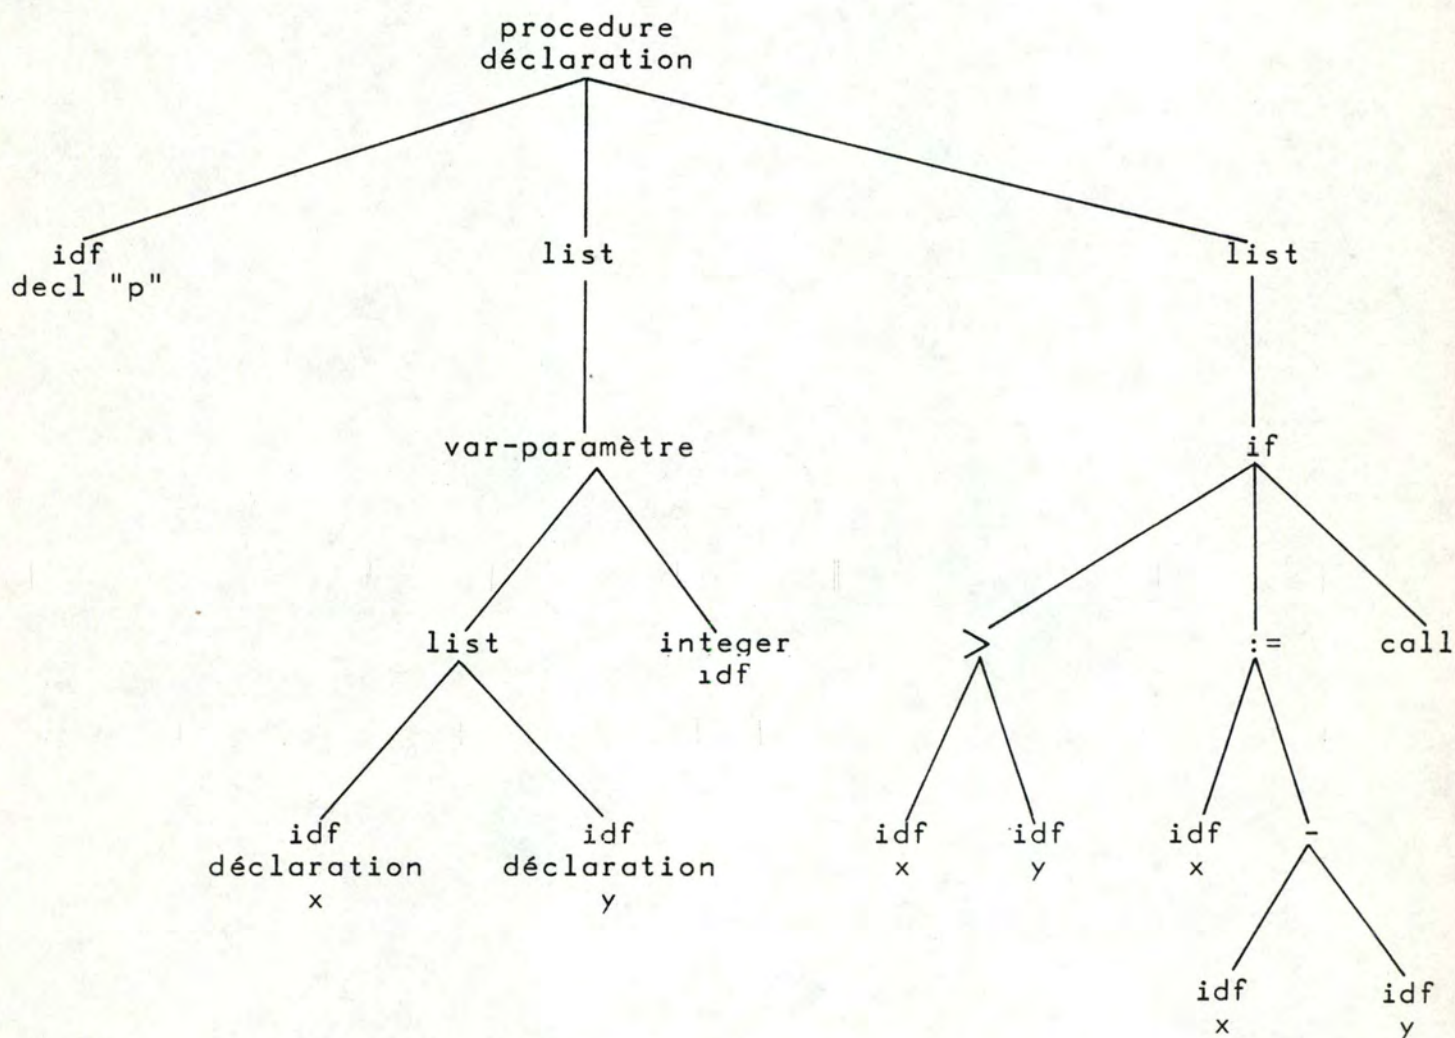 procedure
déclaration
idf
decl "p"
list
list
var-paramètre
if
list
integer
idf
>
:=
call
idf
déclaration
x
idf
déclaration
y
idf
x
idf
y
idf
x
-
idf
x
idf
y